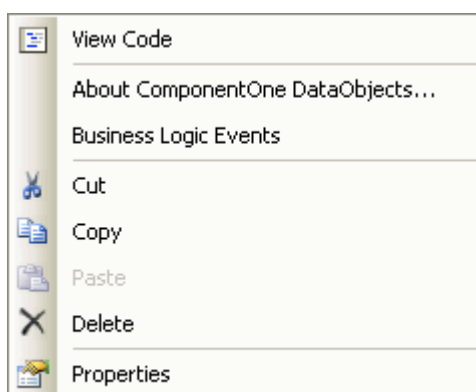 View Code
About ComponentOne DataObjects...
Business Logic Events
Cut
Copy
Paste
Delete
Properties